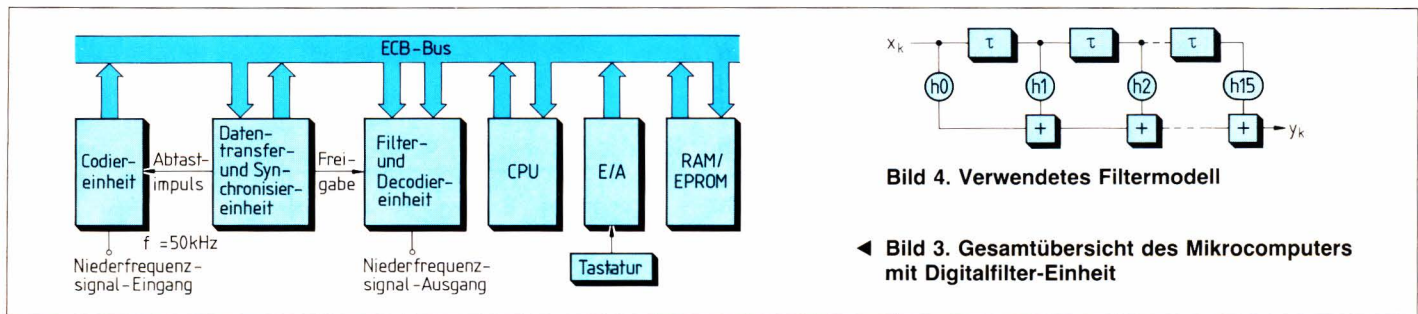 ECB-Bus
Codier-
einheit
Abtast-
impuls
Daten-
transfer-
und Syn-
chronisier-
einheit
Frei-
gabe
Filter-
und
Decodier-
einheit
CPU
E/A
RAM/
EPROM
f = 50kHz
Niederfrequenz-
signal-Eingang
Niederfrequenz-
signal-Ausgang
Tastatur
xk
τ
τ
τ
h0
h1
h2
h15
+
+
+
yk
Bild 4. Verwendetes Filtermodell
◄ Bild 3. Gesamtübersicht des Mikrocomputers
mit Digitalfilter-Einheit